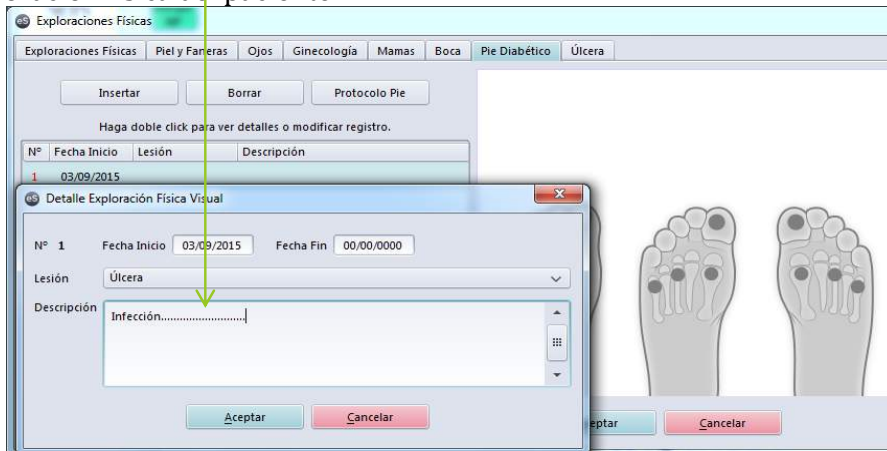 Exploraciones Físicas
Exploraciones Físicas Piel y Faneras Ojos Ginecología Mamas Boca Pie Diabético Úlcera
Insertar Borrar Protocolo Pie
Haga doble click para ver detalles o modificar registro.
Nº Fecha Inicio Lesión Descripción
1 03/09/2015
Detalle Exploración Física Visual
Nº 1 Fecha Inicio 03/09/2015 Fecha Fin 00/00/0000
Lesión Úlcera
Descripción Infección..........................
Aceptar Cancelar
eptar Cancelar